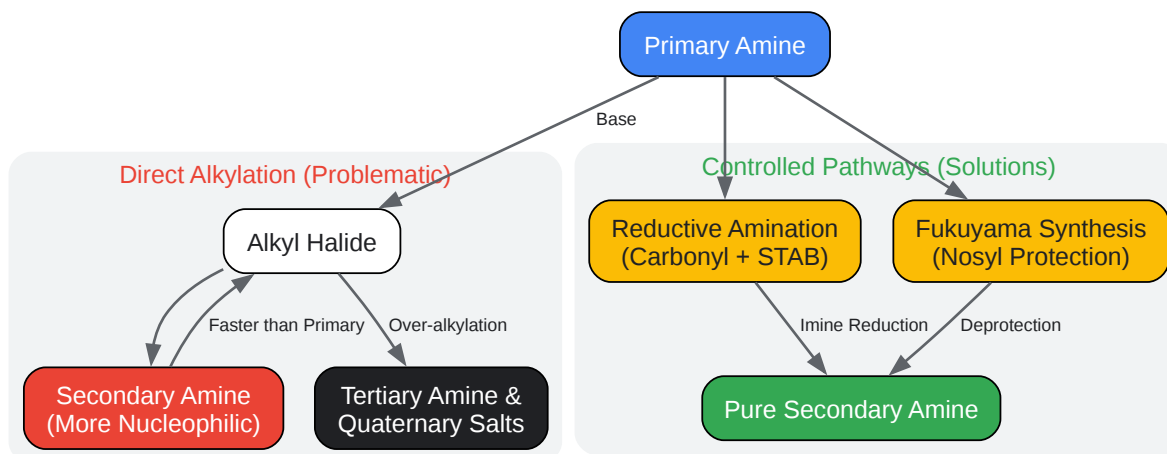 Primary Amine
Base
Direct Alkylation (Problematic)
Controlled Pathways (Solutions)
Alkyl Halide
Reductive Amination
(Carbonyl + STAB)
Fukuyama Synthesis
(Nosyl Protection)
Faster than Primary
Over-alkylation
Imine Reduction
Deprotection
Secondary Amine
(More Nucleophilic)
Tertiary Amine &
Quaternary Salts
Pure Secondary Amine